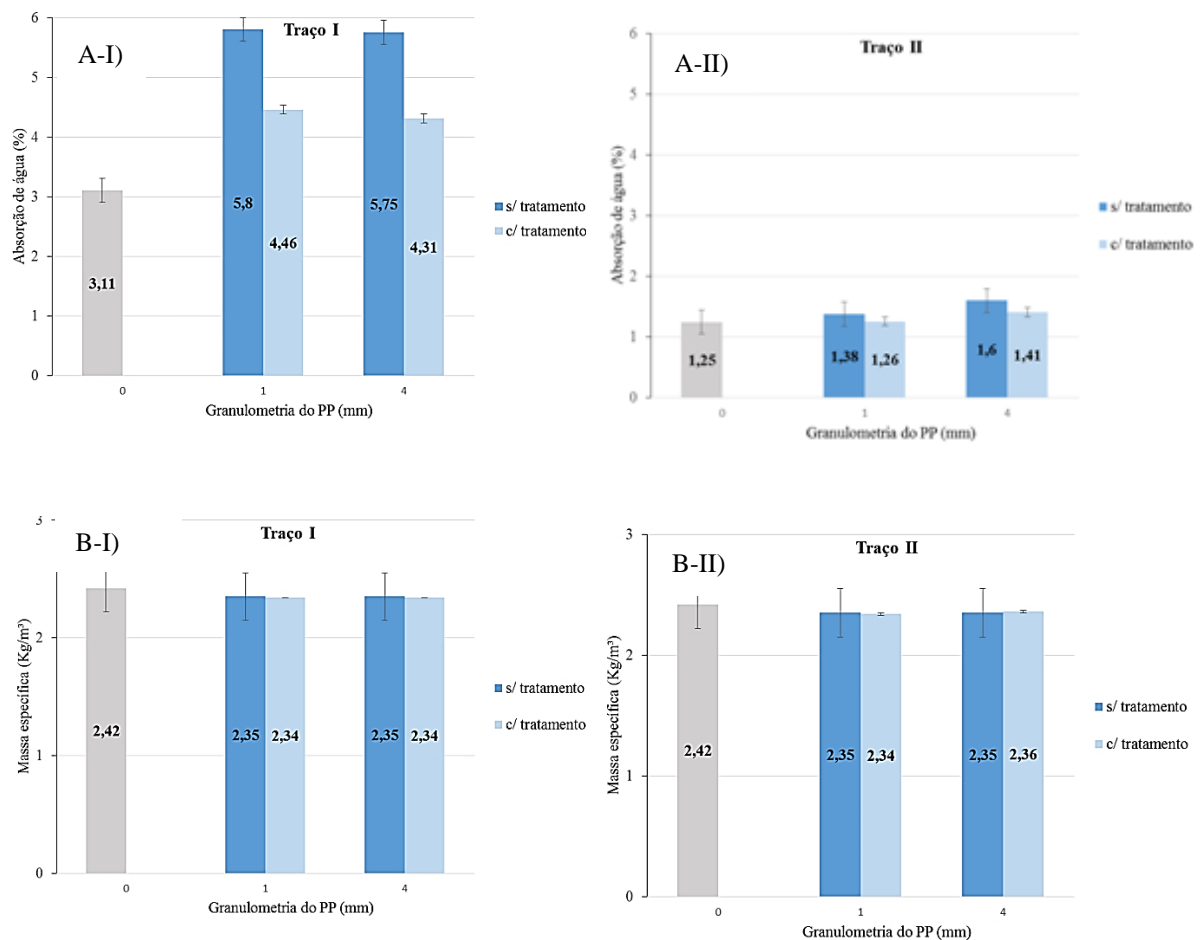 A-I)
Traço I
Absorção de água (%)
6
5
4
3
2
1
0
3,11
5,8
4,46
5,75
4,31
s/ tratamento
c/ tratamento
0
1
4
Granulometria do PP (mm)
A-II)
Traço II
Absorção de água (%)
6
5
4
3
2
1
0
1,25
1,38
1,26
1,6
1,41
s/ tratamento
c/ tratamento
0
1
4
Granulometria do PP (mm)
B-I)
Traço I
Massa específica (Kg/m³)
2
1
0
2,42
2,35
2,34
2,35
2,34
s/ tratamento
c/ tratamento
0
1
4
Granulometria do PP (mm)
B-II)
Traço II
Massa específica (Kg/m³)
3
2
1
0
2,42
2,35
2,34
2,35
2,36
s/ tratamento
c/ tratamento
0
1
4
Granulometria do PP (mm)